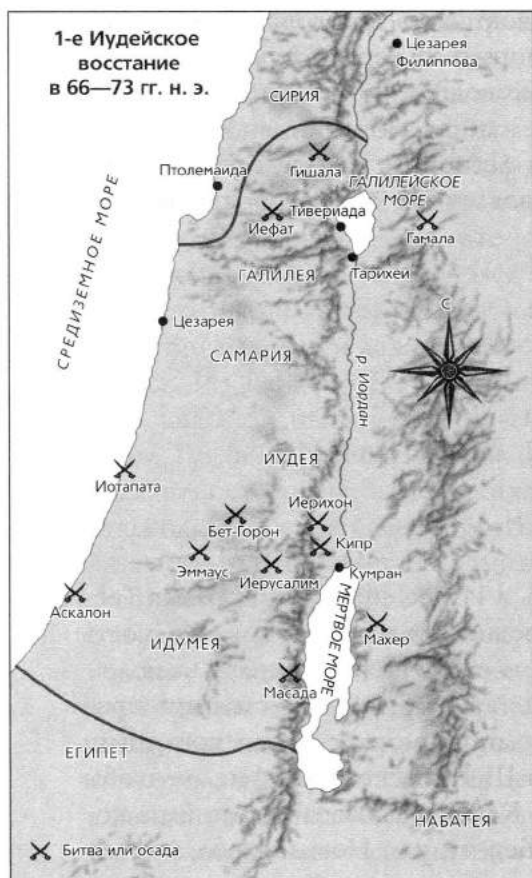 1-е Иудейское
восстание
в 66—73 гг. н. э.
Цезарея
Филиппова
СИРИЯ
Птолемаида
Гишала
ГАЛИЛЕЙСКОЕ
МОРЕ
Тивериада
Иефат
Гамала
ГАЛИЛЕЯ
Тарихеи
СРЕДИЗЕМНОЕ МОРЕ
Цезарея
С
САМАРИЯ
р. Иордан
ИУДЕЯ
Иотапата
Иерихон
Бет-Горон
Кипр
Эммаус
Иерусалим
Кумран
Аскалон
МЕРТВОЕ МОРЕ
Махер
ИДУМЕЯ
Масада
ЕГИПЕТ
НАБАТЕЯ
Битва или осада